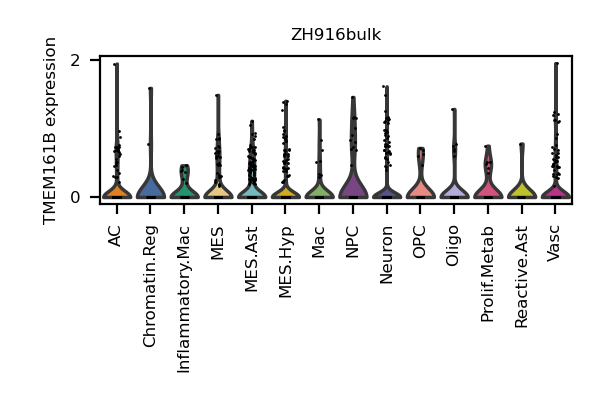 ZH916bulk
TMEM161B expression
2
0
AC
Chromatin.Reg
Inflammatory.Mac
MES
MES.Ast
MES.Hyp
Mac
NPC
Neuron
OPC
Oligo
Prolif.Metab
Reactive.Ast
Vasc